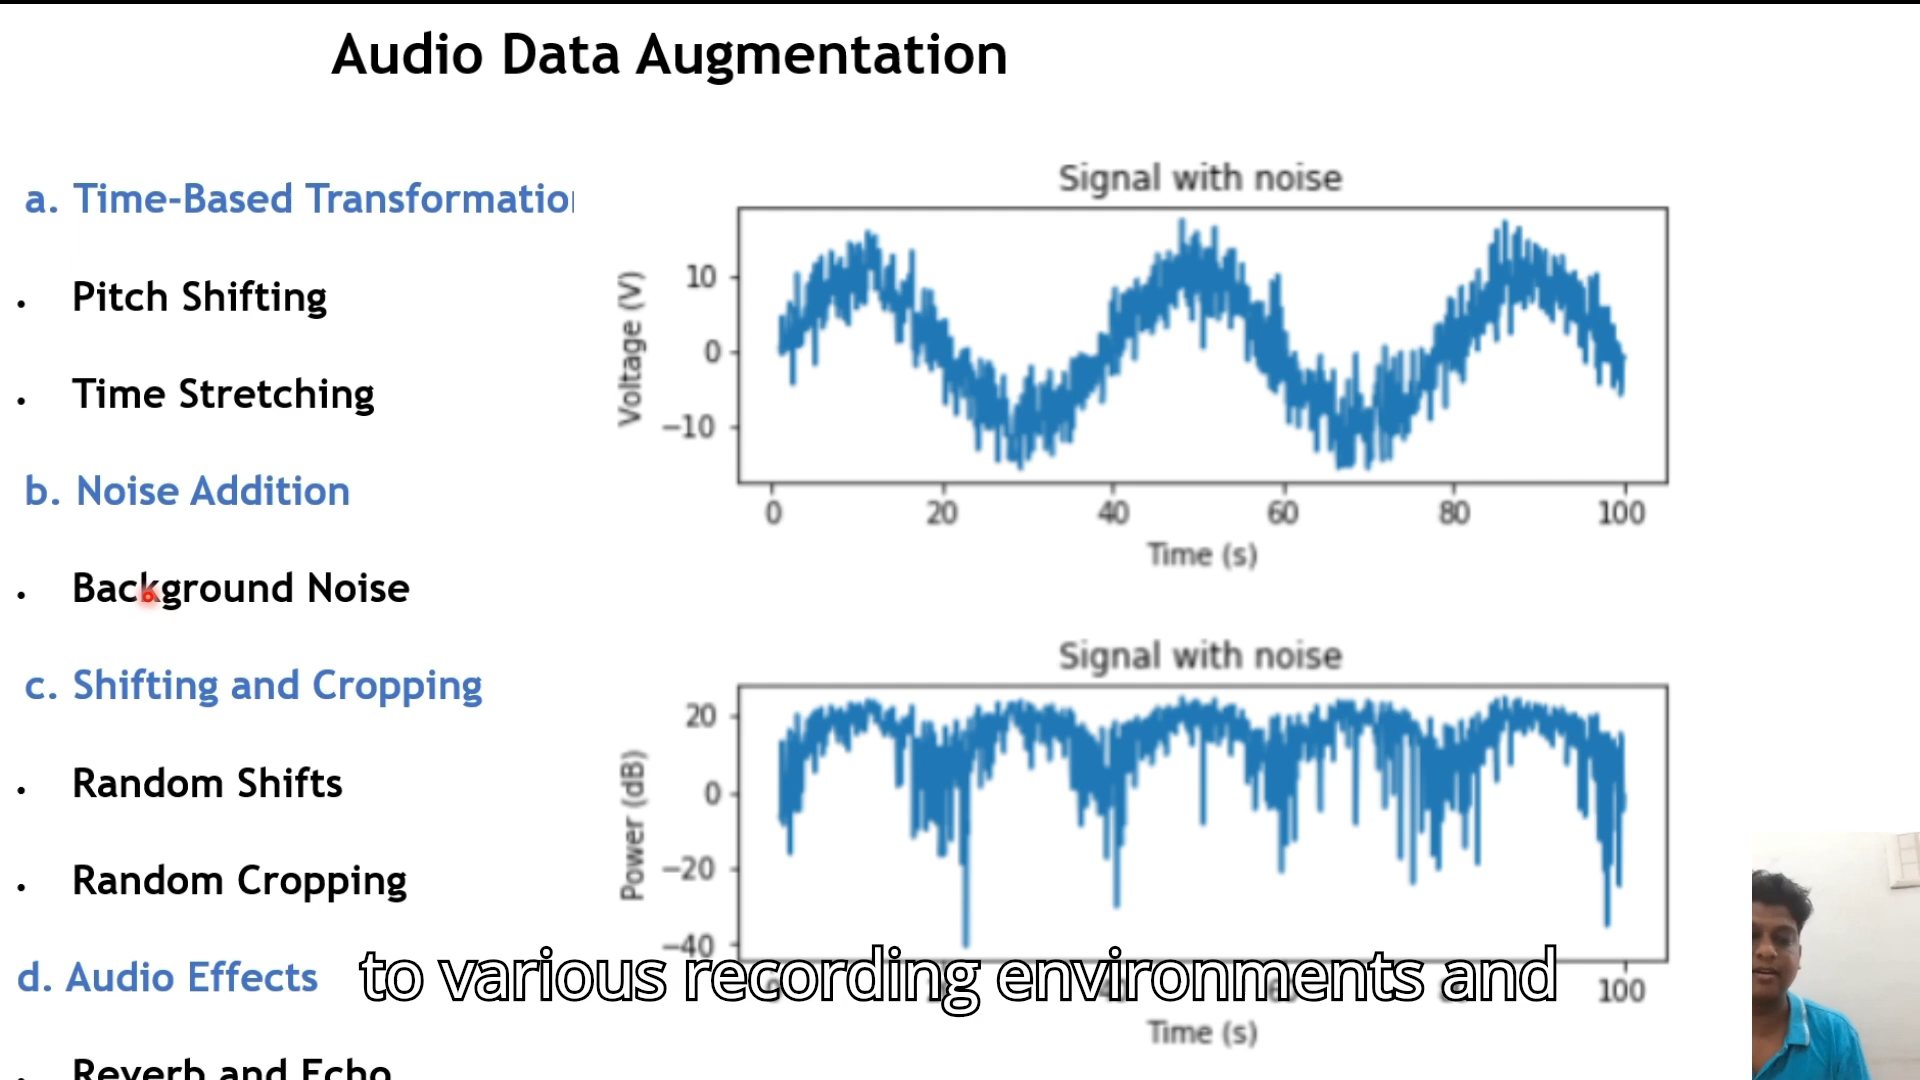 Audio Data Augmentation
a. Time-Based Transformatio
• Pitch Shifting
• Time Stretching
b. Noise Addition
• Background Noise
c. Shifting and Cropping
• Random Shifts
• Random Cropping
d. Audio Effects
• Reverb and Echo
Signal with noise
Voltage (V)
10
0
−10
0 20 40 60 80 100
Time (s)
Signal with noise
Power (dB)
20
0
−20
−40
100
Time (s)
to various recording environments and